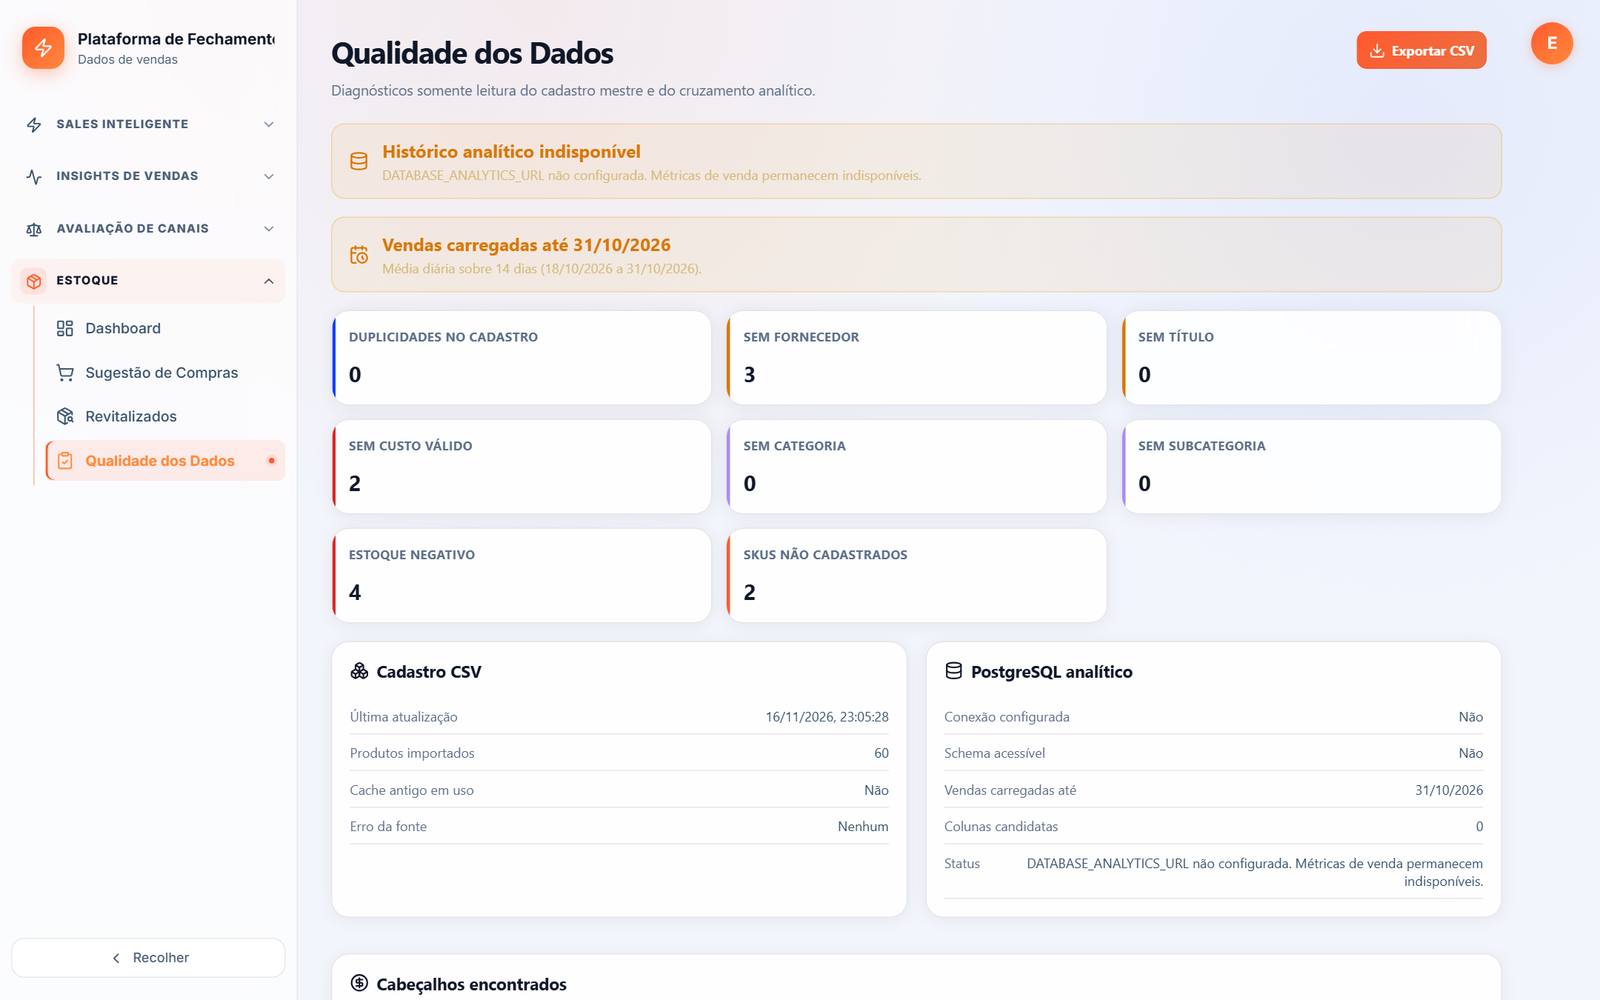 Plataforma de Fechament
Dados de vendas
SALES INTELIGENTE
INSIGHTS DE VENDAS
AVALIAÇÃO DE CANAIS
ESTOQUE
Dashboard
Sugestão de Compras
Revitalizados
Qualidade dos Dados
Recolher
Qualidade dos Dados
Diagnósticos somente leitura do cadastro mestre e do cruzamento analítico.
Exportar CSV
E
Histórico analítico indisponível
DATABASE_ANALYTICS_URL não configurada. Métricas de venda permanecem indisponíveis.
Vendas carregadas até 31/10/2026
Média diária sobre 14 dias (18/10/2026 a 31/10/2026).
DUPLICIDADES NO CADASTRO
0
SEM FORNECEDOR
3
SEM TÍTULO
0
SEM CUSTO VÁLIDO
2
SEM CATEGORIA
0
SEM SUBCATEGORIA
0
ESTOQUE NEGATIVO
4
SKUS NÃO CADASTRADOS
2
Cadastro CSV
Última atualização 16/11/2026, 23:05:28
Produtos importados 60
Cache antigo em uso Não
Erro da fonte Nenhum
PostgreSQL analítico
Conexão configurada Não
Schema acessível Não
Vendas carregadas até 31/10/2026
Colunas candidatas 0
Status DATABASE_ANALYTICS_URL não configurada. Métricas de venda permanecem
indisponíveis.
Cabeçalhos encontrados